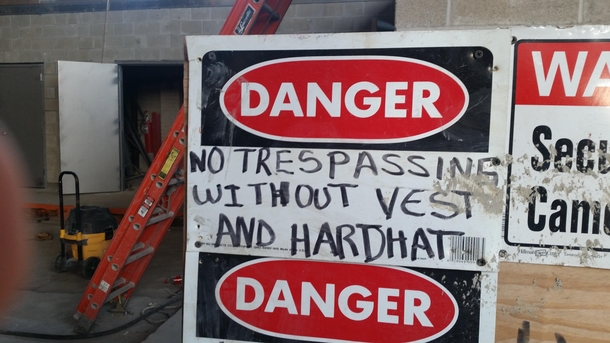 DANGER
NO TRESPASSING
WITHOUT VEST
AND HARDHAT
DANGER
WA
Secu
Came